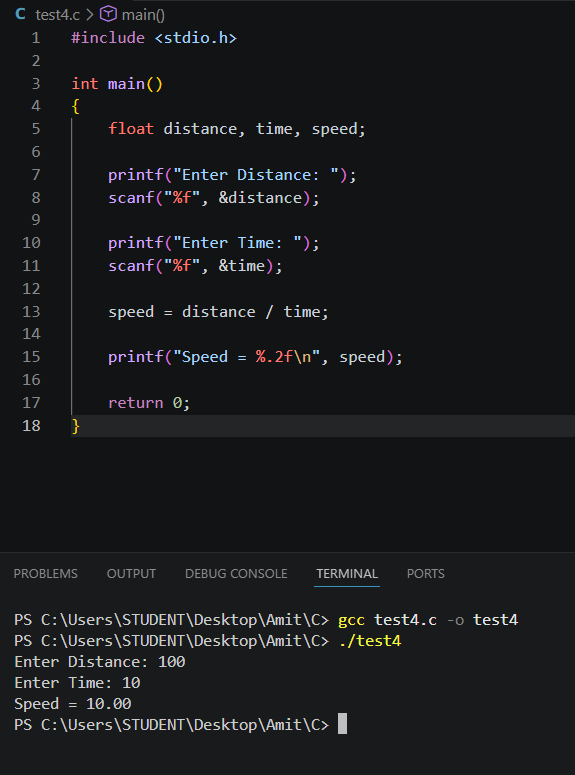 C test4.c > main()
1 #include <stdio.h>
2
3 int main()
4 {
5     float distance, time, speed;
6
7     printf("Enter Distance: ");
8     scanf("%f", &distance);
9
10     printf("Enter Time: ");
11     scanf("%f", &time);
12
13     speed = distance / time;
14
15     printf("Speed = %.2f\n", speed);
16
17     return 0;
18 }
PROBLEMS OUTPUT DEBUG CONSOLE TERMINAL PORTS
PS C:\Users\STUDENT\Desktop\Amit\C> gcc test4.c -o test4
PS C:\Users\STUDENT\Desktop\Amit\C> ./test4
Enter Distance: 100
Enter Time: 10
Speed = 10.00
PS C:\Users\STUDENT\Desktop\Amit\C>